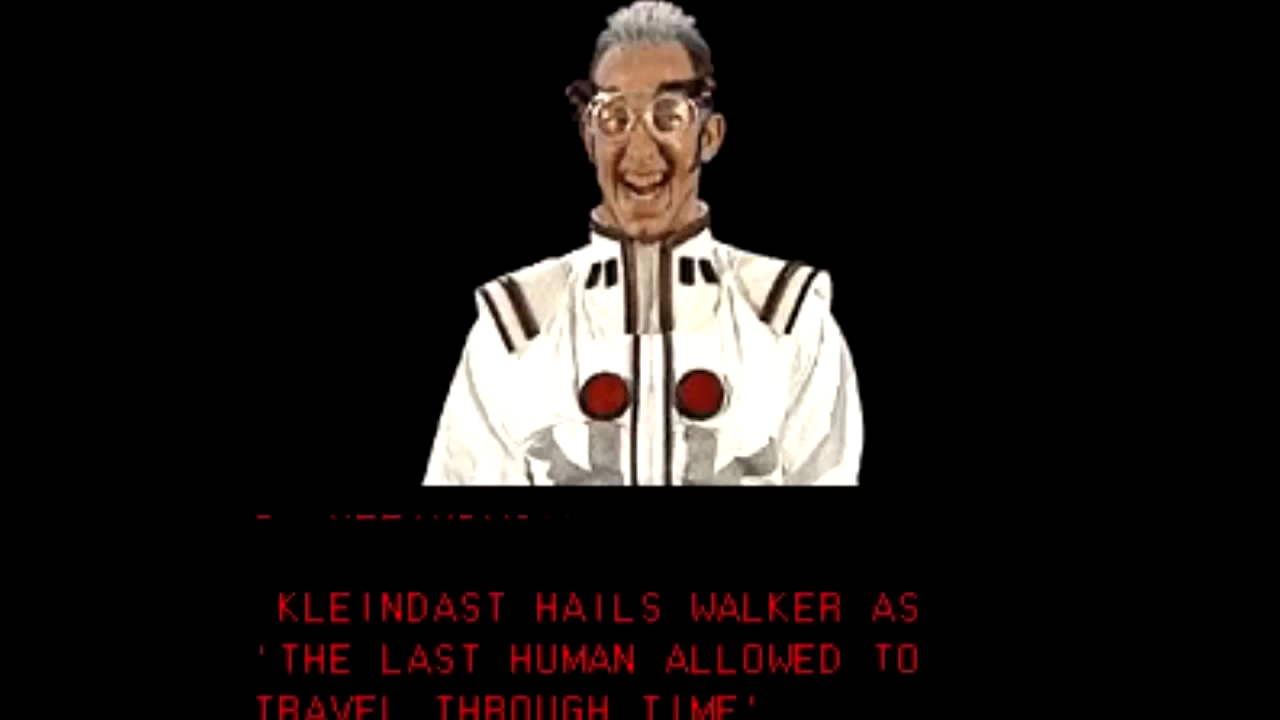 KLEINDAST HAILS WALKER AS
'THE LAST HUMAN ALLOWED TO
TRAVEL THROUGH TIME'